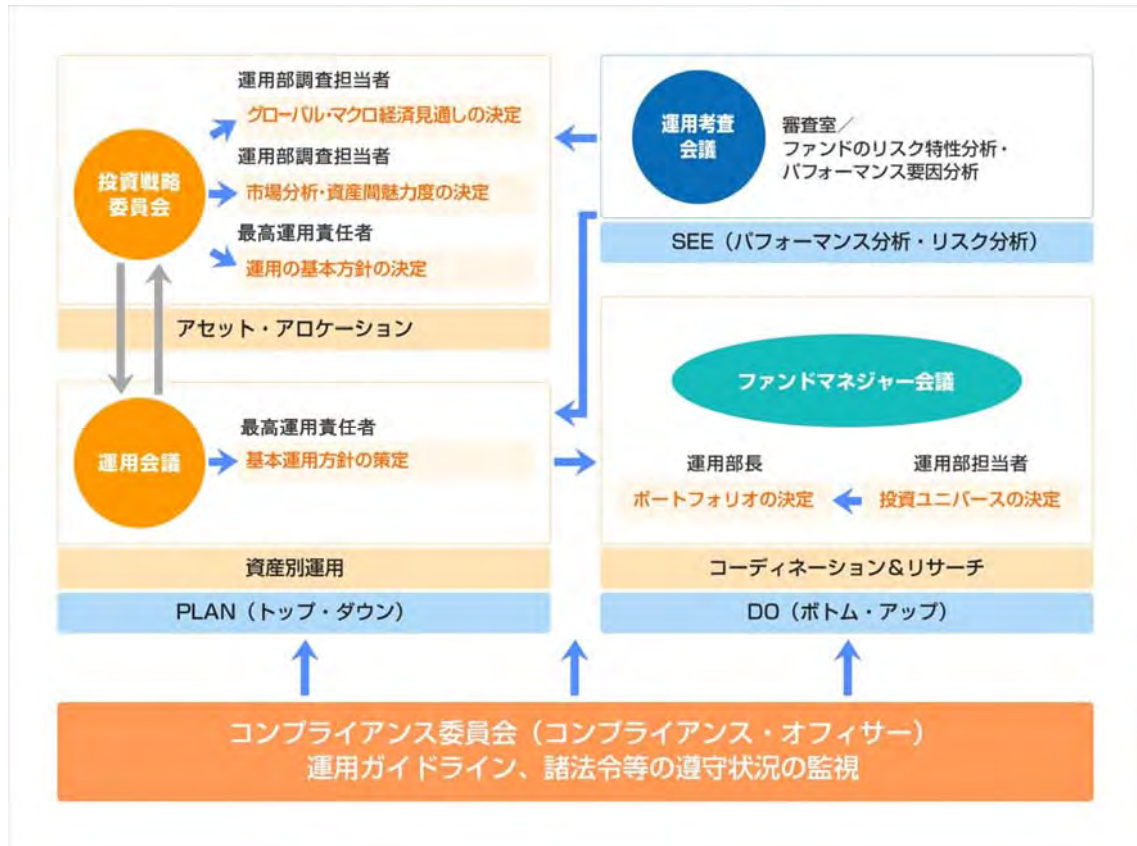 運用部調査担当者
グローバル・マクロ経済見通しの決定
運用部調査担当者
市場分析・資産間魅力度の決定
最高運用責任者
運用の基本方針の決定
投資戦略
委員会
アセット・アロケーション
運用会議
最高運用責任者
基本運用方針の策定
資産別運用
PLAN（トップ・ダウン）
運用考査
会議
審査室／
ファンドのリスク特性分析・
パフォーマンス要因分析
SEE（パフォーマンス分析・リスク分析）
ファンドマネジャー会議
運用部長
ポートフォリオの決定
運用部担当者
投資ユニバースの決定
コーディネーション＆リサーチ
DO（ボトム・アップ）
コンプライアンス委員会（コンプライアンス・オフィサー）
運用ガイドライン、諸法令等の遵守状況の監視